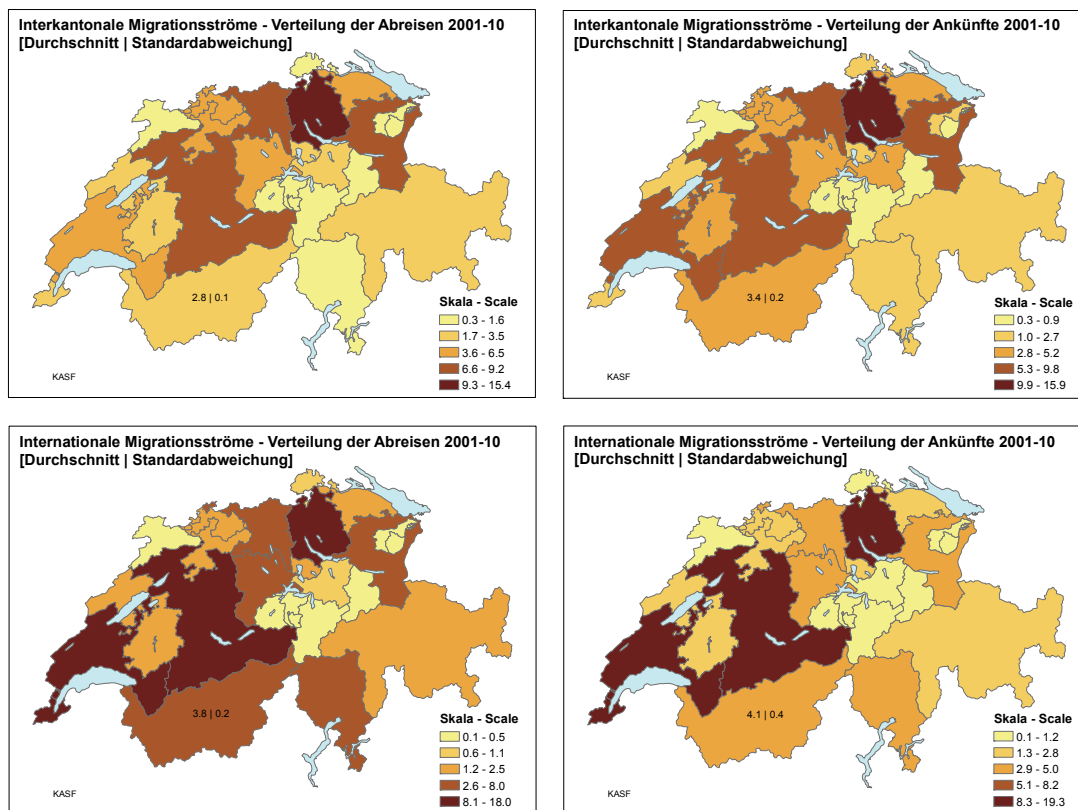 Interkantonale Migrationsströme - Verteilung der Abreisen 2001-10
[Durchschnitt | Standardabweichung]
2.8 | 0.1
Skala - Scale
0.3 - 1.6
1.7 - 3.5
3.6 - 6.5
6.6 - 9.2
9.3 - 15.4
KASF
Interkantonale Migrationsströme - Verteilung der Ankünfte 2001-10
[Durchschnitt | Standardabweichung]
3.4 | 0.2
Skala - Scale
0.3 - 0.9
1.0 - 2.7
2.8 - 5.2
5.3 - 9.8
9.9 - 15.9
KASF
Internationale Migrationsströme - Verteilung der Abreisen 2001-10
[Durchschnitt | Standardabweichung]
3.8 | 0.2
Skala - Scale
0.1 - 0.5
0.6 - 1.1
1.2 - 2.5
2.6 - 8.0
8.1 - 18.0
KASF
Internationale Migrationsströme - Verteilung der Ankünfte 2001-10
[Durchschnitt | Standardabweichung]
4.1 | 0.4
Skala - Scale
0.1 - 1.2
1.3 - 2.8
2.9 - 5.0
5.1 - 8.2
8.3 - 19.3
KASF